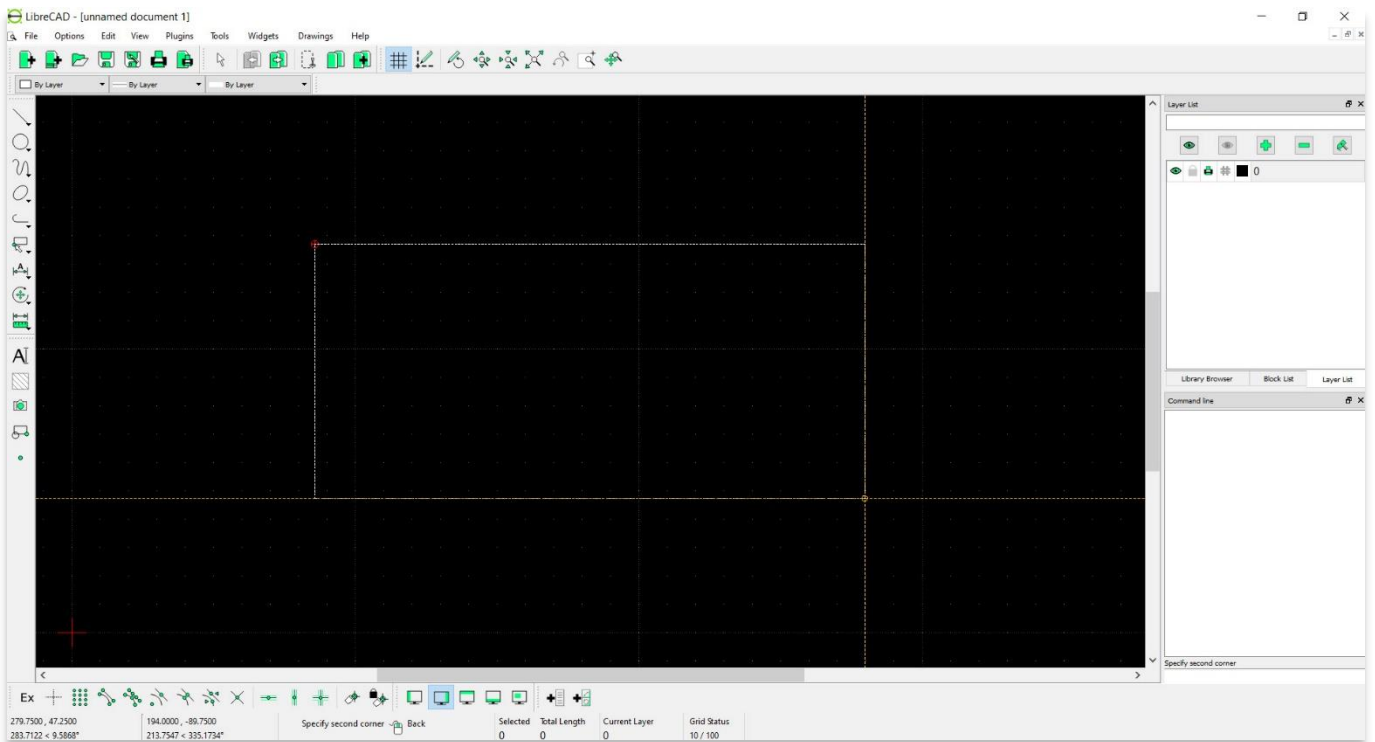 LibreCAD - [unnamed document 1]
File Options Edit View Plugins Tools Widgets Drawings Help
By Layer By Layer By Layer
Layer List
0
Library Browser Block List Layer List
Command line
Specify second corner
Ex
279.7500 , 47.2500 194.0000 , -89.7500 Specify second corner Back Selected Total Length Current Layer Grid Status
283.7122 < 9.5868° 213.7547 < 335.1734° 0 0 0 10 / 100